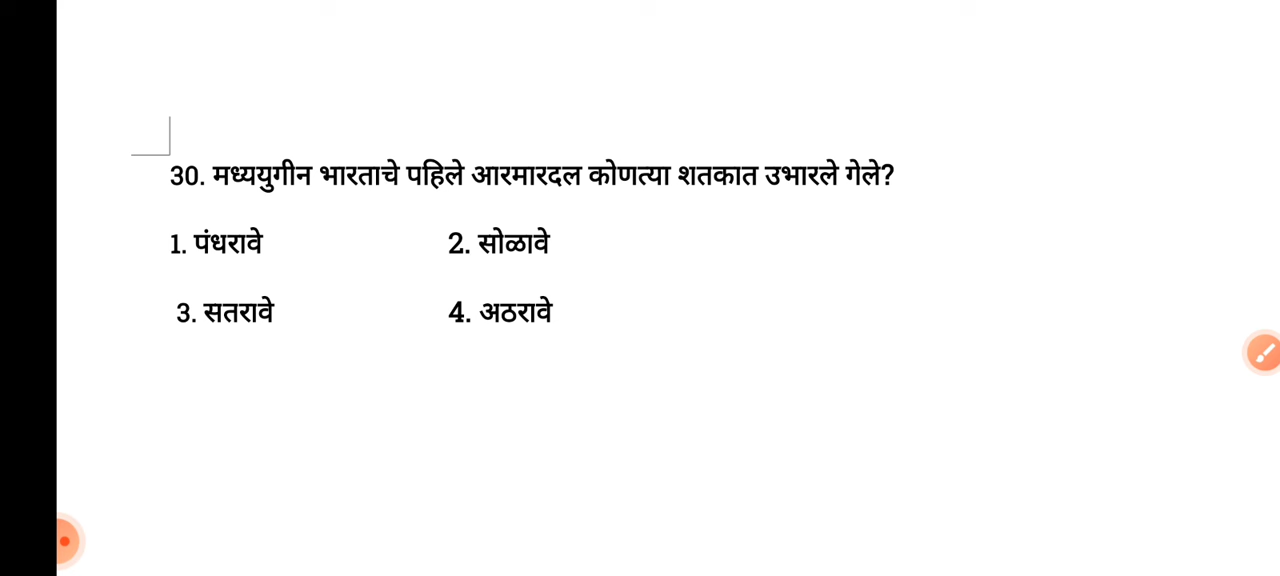 30. मध्ययुगीन भारताचे पहिले आरमारदल कोणत्या शतकात उभारले गेले?
1. पंधरावे 2. सोळावे
3. सतरावे 4. अठरावे